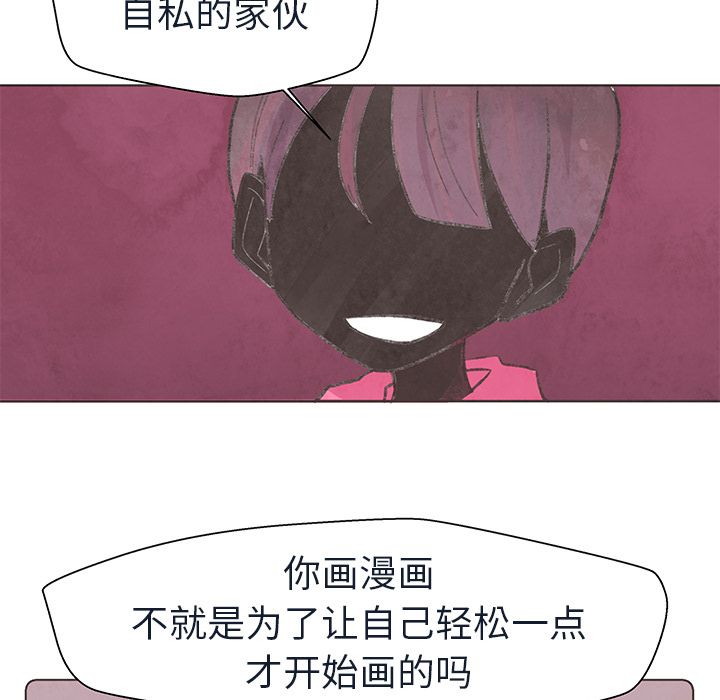 自私的家伙
你画漫画
不就是为了让自己轻松一点
才开始画的吗